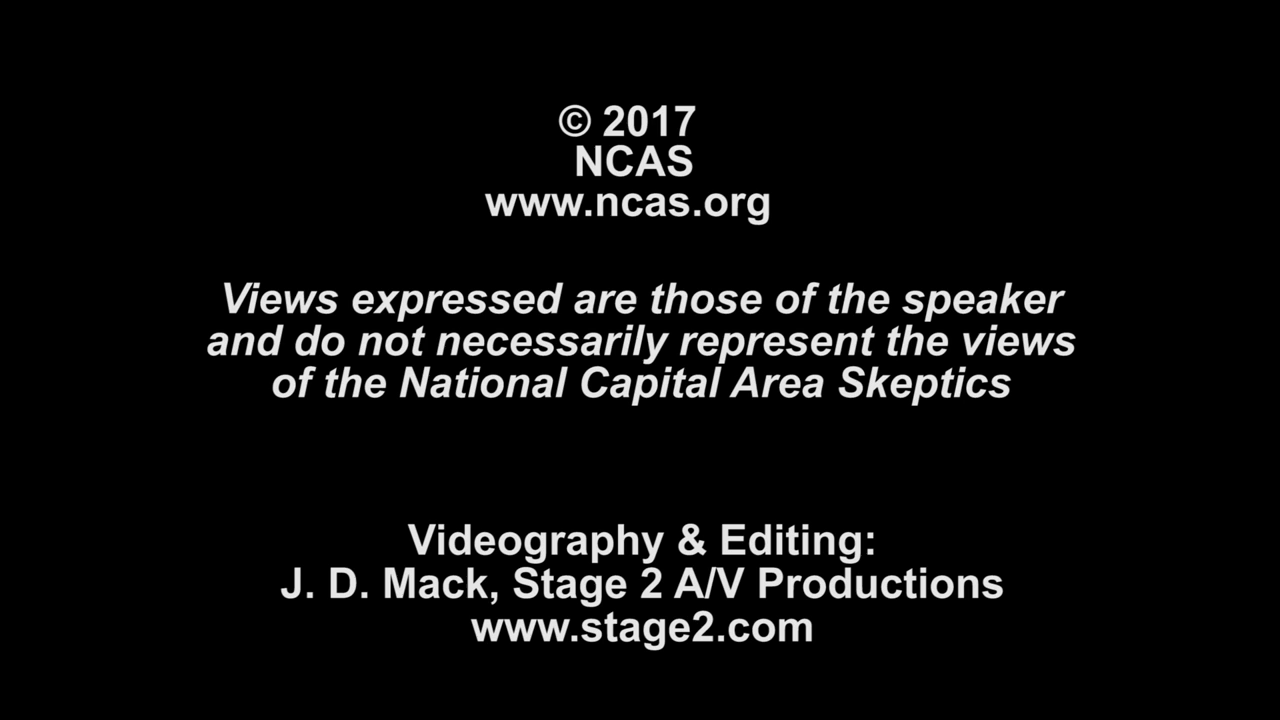 © 2017
NCAS
www.ncas.org
Views expressed are those of the speaker
and do not necessarily represent the views
of the National Capital Area Skeptics
Videography & Editing:
J. D. Mack, Stage 2 A/V Productions
www.stage2.com